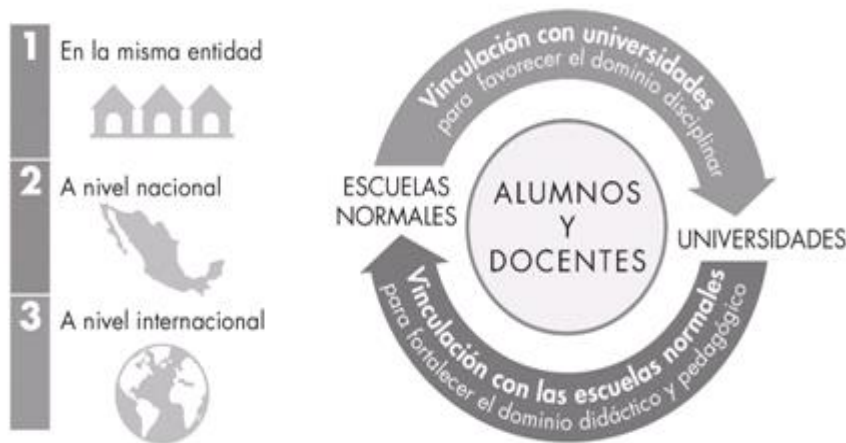 1
En la misma entidad
2
A nivel nacional
3
A nivel internacional
Vinculación con universidades
para favorecer el dominio disciplinar
ESCUELAS
NORMALES
ALUMNOS
Y
DOCENTES
UNIVERSIDADES
Vinculación con las escuelas normales
para fortalecer el dominio didáctico y pedagógico